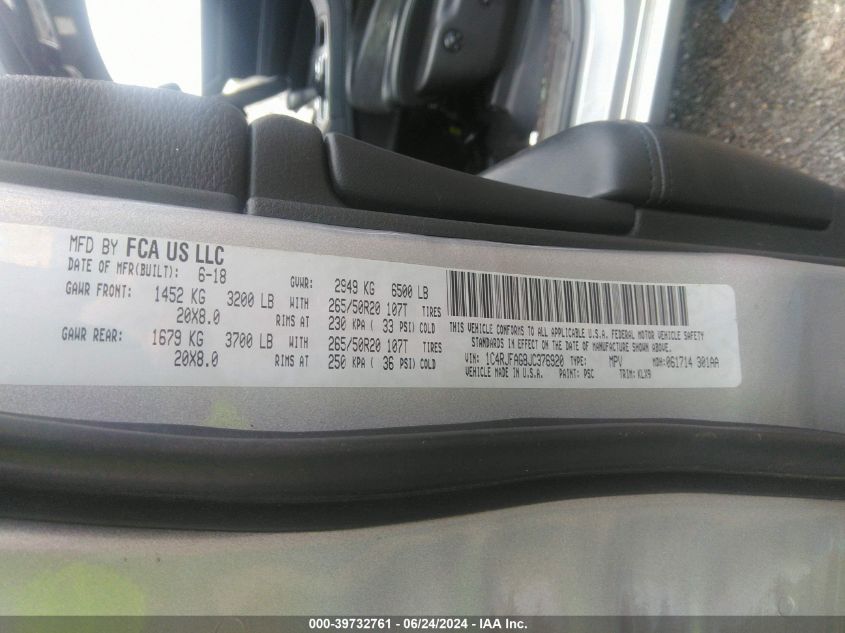 MFD BY FCA US LLC
DATE OF MFR(BUILT): 6-18 GVWR: 2949 KG 6500 LB
GAWR FRONT: 1452 KG 3200 LB WITH 265/50R20 107T TIRES
20X8.0 RIMS AT 230 KPA ( 33 PSI) COLD
GAWR REAR: 1679 KG 3700 LB WITH 265/50R20 107T TIRES
20X8.0 RIMS AT 250 KPA ( 36 PSI) COLD
THIS VEHICLE CONFORMS TO ALL APPLICABLE U.S.A. FEDERAL MOTOR VEHICLE SAFETY
STANDARDS IN EFFECT ON THE DATE OF MANUFACTURE SHOWN ABOVE.
VIN: 1C4RJFAG8JC376920 TYPE: MPV MDH:061714 301AA
VEHICLE MADE IN U.S.A. PAINT: PSC TRIM: KLX9
000-39732761 / 06/24/2024 - IAA Inc.